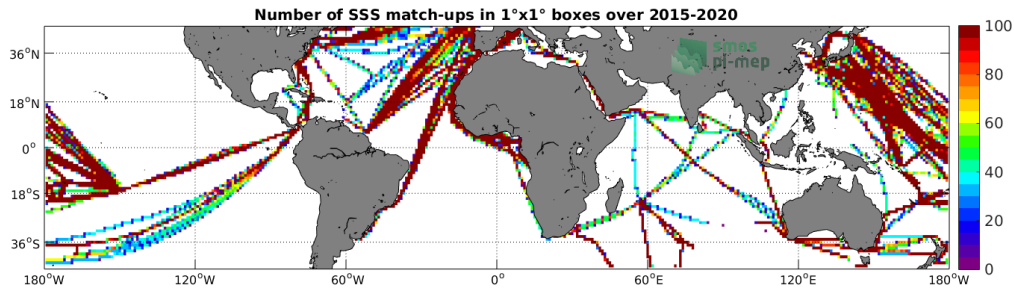 Number of SSS match-ups in 1°x1° boxes over 2015-2020
smos
pi-mep
36°N
18°N
0°
18°S
36°S
180°W
120°W
60°W
0°
60°E
120°E
180°W
100
80
60
40
20
0